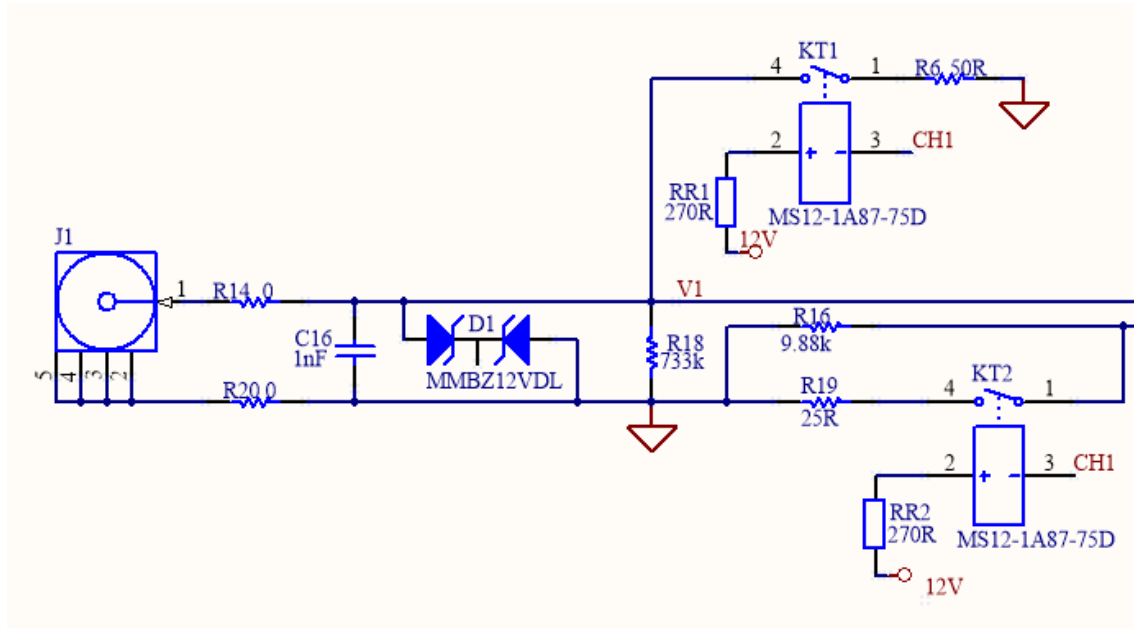 KT1
4
1
R6 50R
2
3
CH1
RR1
270R
MS12-1A87-75D
12V
J1
1
R14 0
V1
R16
9.88k
C16
1nF
D1
MMBZ12VDL
R18
733k
5
4
3
2
R20 0
R19
25R
KT2
4
1
2
3
CH1
RR2
270R
MS12-1A87-75D
12V